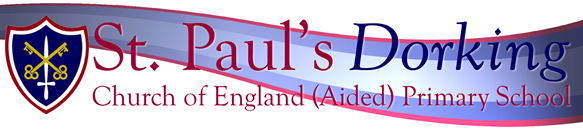 St. Paul's Dorking
Church of England (Aided) Primary School